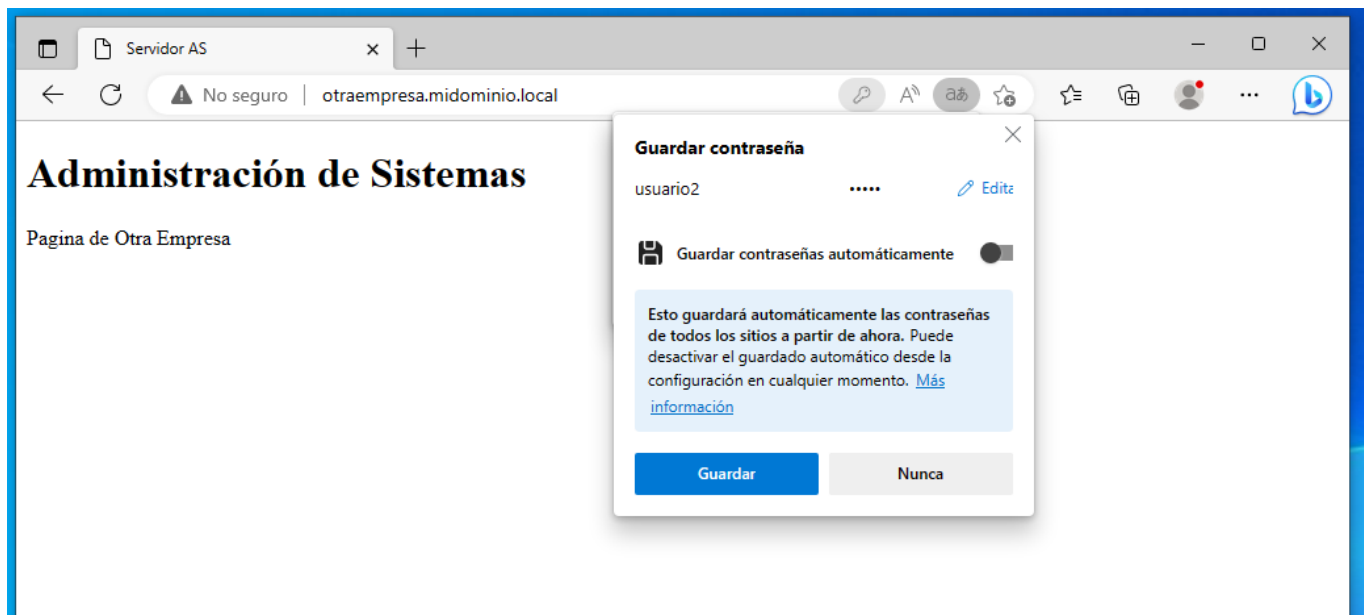 Servidor AS
No seguro | otraempresa.midominio.local
Administración de Sistemas
Pagina de Otra Empresa
Guardar contraseña
usuario2 ••••• Edita
Guardar contraseñas automáticamente
Esto guardará automáticamente las contraseñas
de todos los sitios a partir de ahora. Puede
desactivar el guardado automático desde la
configuración en cualquier momento. Más
información
Guardar Nunca